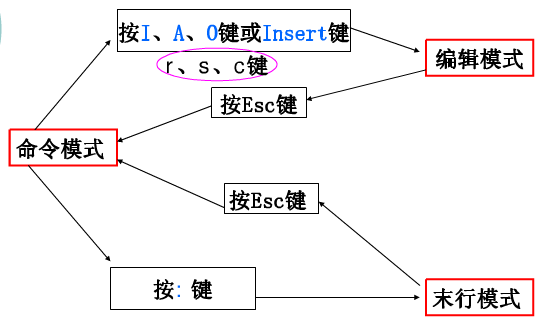 按I、A、O键或Insert键
r、s、c键
编辑模式
按Esc键
命令模式
按Esc键
按: 键
末行模式